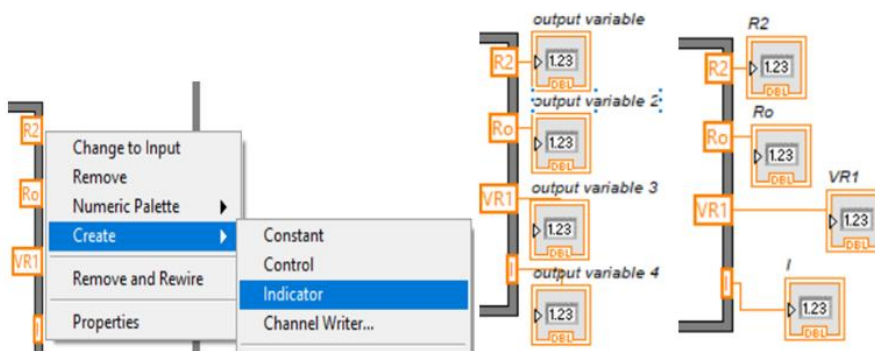 R2
Ro
VR1
I
Change to Input
Remove
Numeric Palette
Create
Remove and Rewire
Properties
Constant
Control
Indicator
Channel Writer...
output variable
R2
1.23
DBL
output variable 2
Ro
1.23
DBL
output variable 3
VR1
1.23
DBL
output variable 4
I
1.23
DBL
R2
R2
1.23
DBL
Ro
Ro
1.23
DBL
VR1
VR1
1.23
DBL
I
I
1.23
DBL